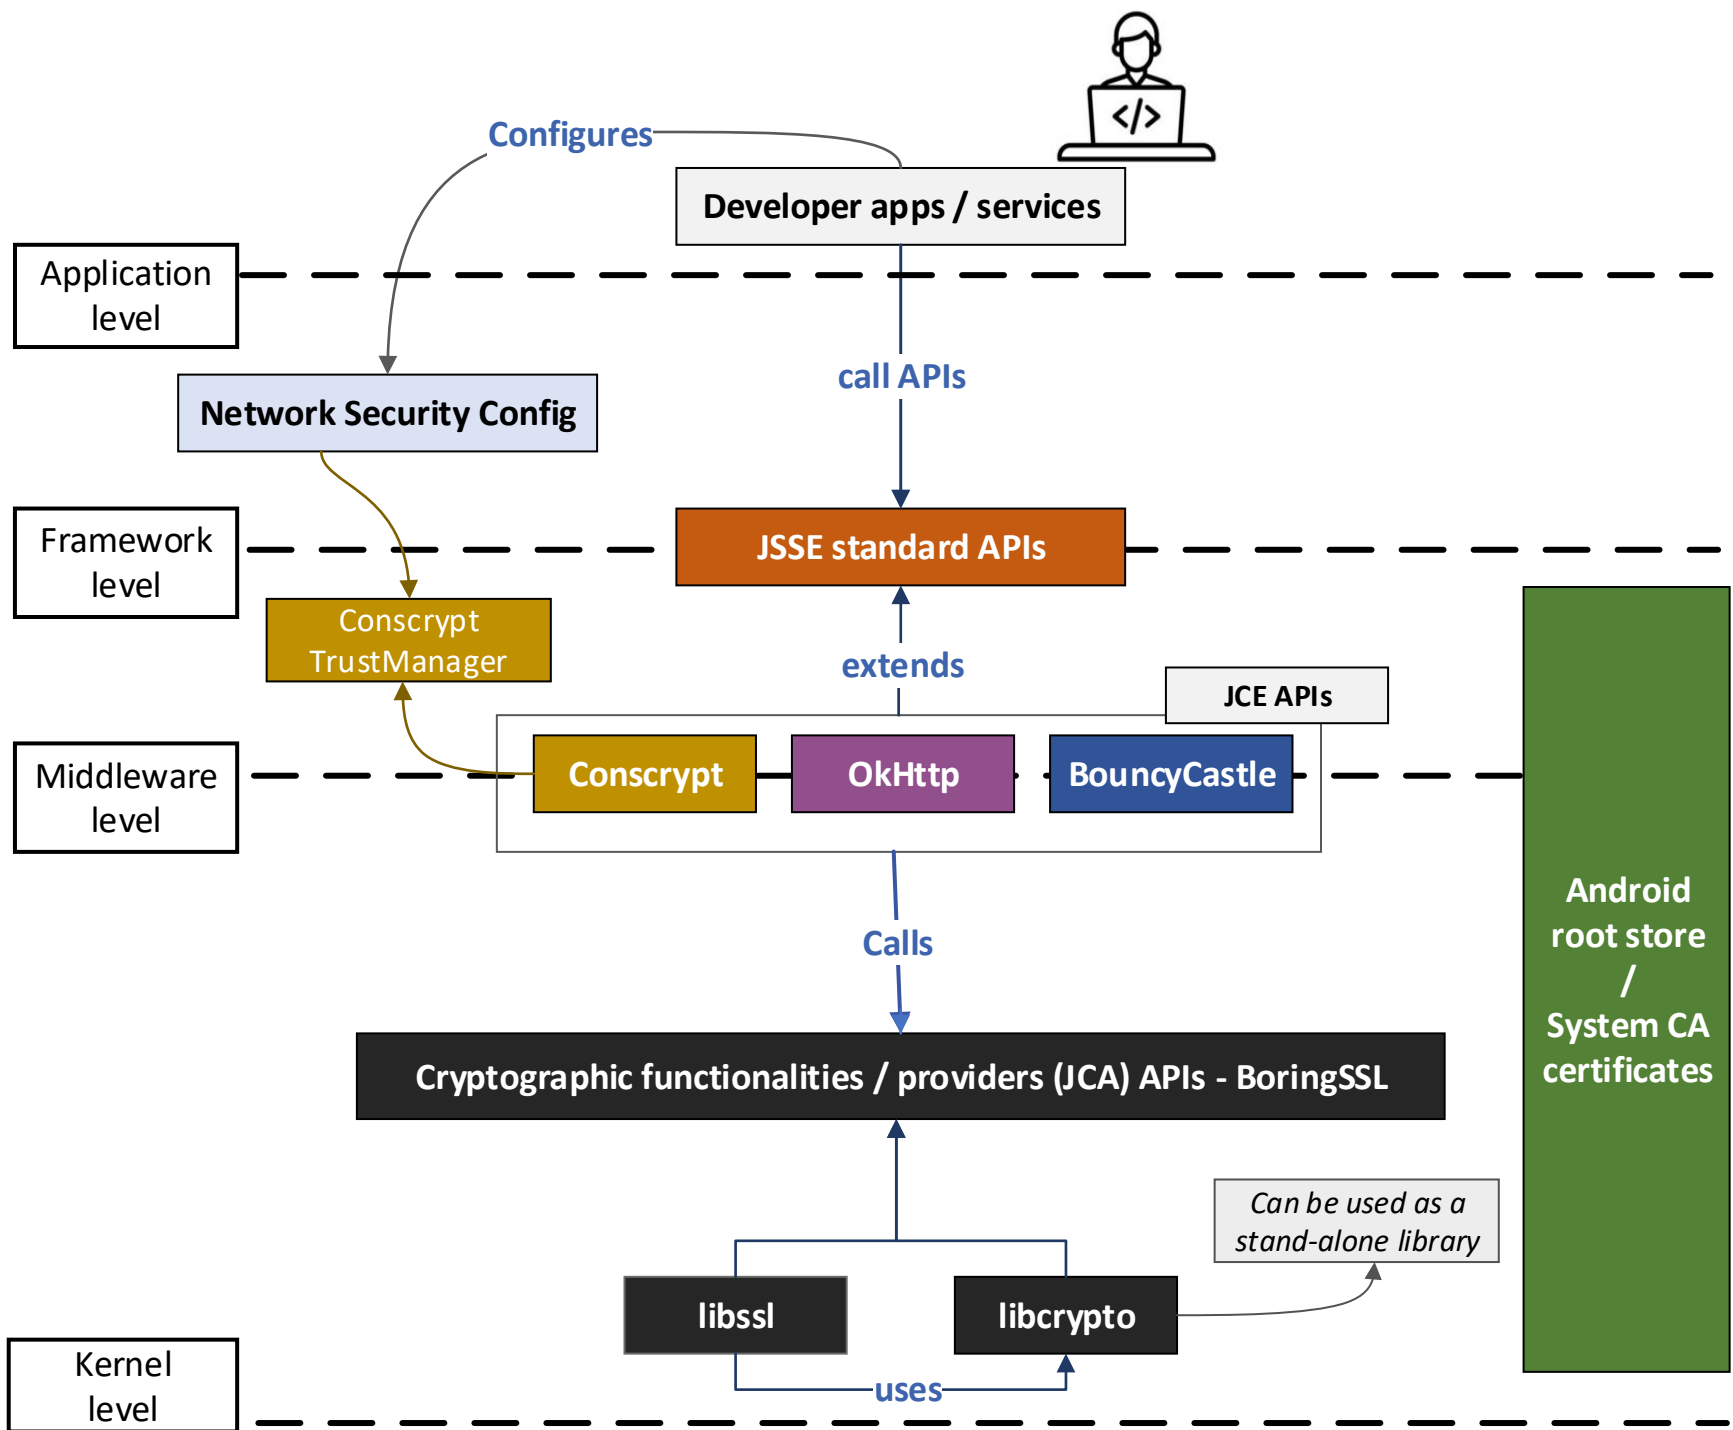 </>
Configures
Developer apps / services
Application
level
call APIs
Network Security Config
Framework
level
JSSE standard APIs
Conscrypt
TrustManager
extends
JCE APIs
Middleware
level
Conscrypt
OkHttp
BouncyCastle
Android
root store
/
System CA
certificates
Calls
Cryptographic functionalities / providers (JCA) APIs - BoringSSL
Can be used as a
stand-alone library
libssl
libcrypto
Kernel
level
uses